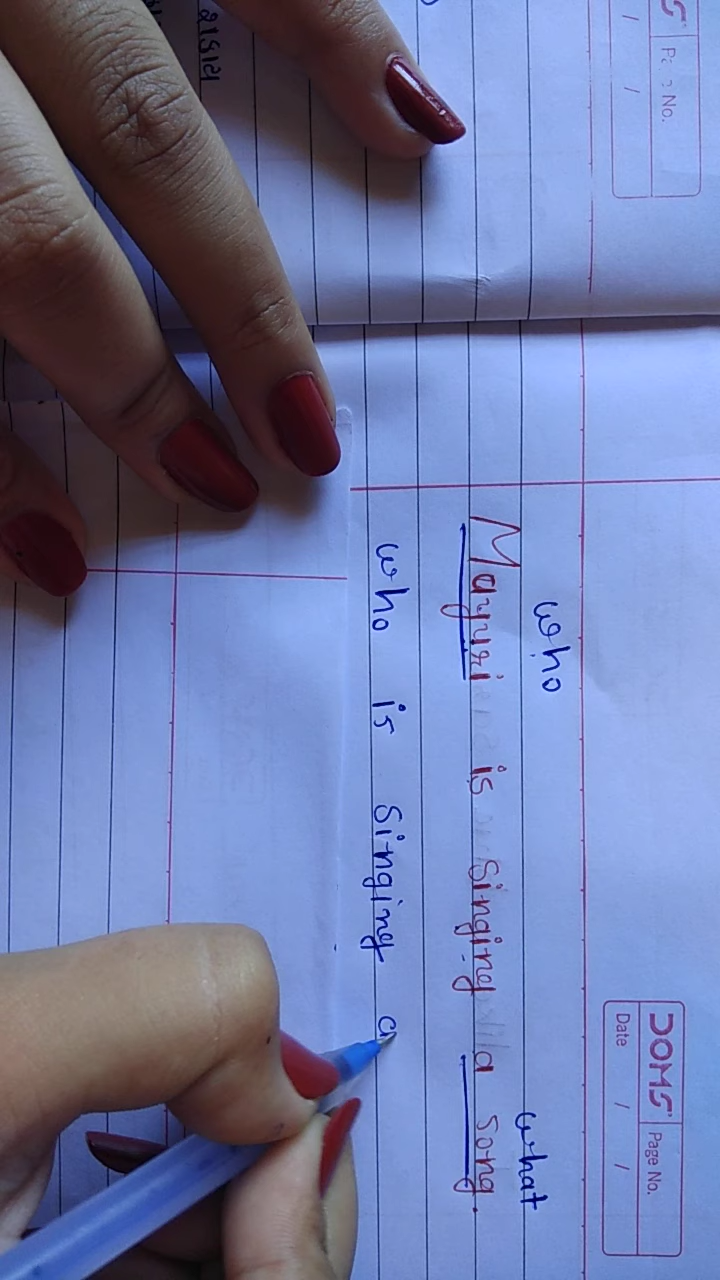 DOMS Page No.
Date / /
who what
Mayuri is singing a song.
who is singing a
Page No.
/ /